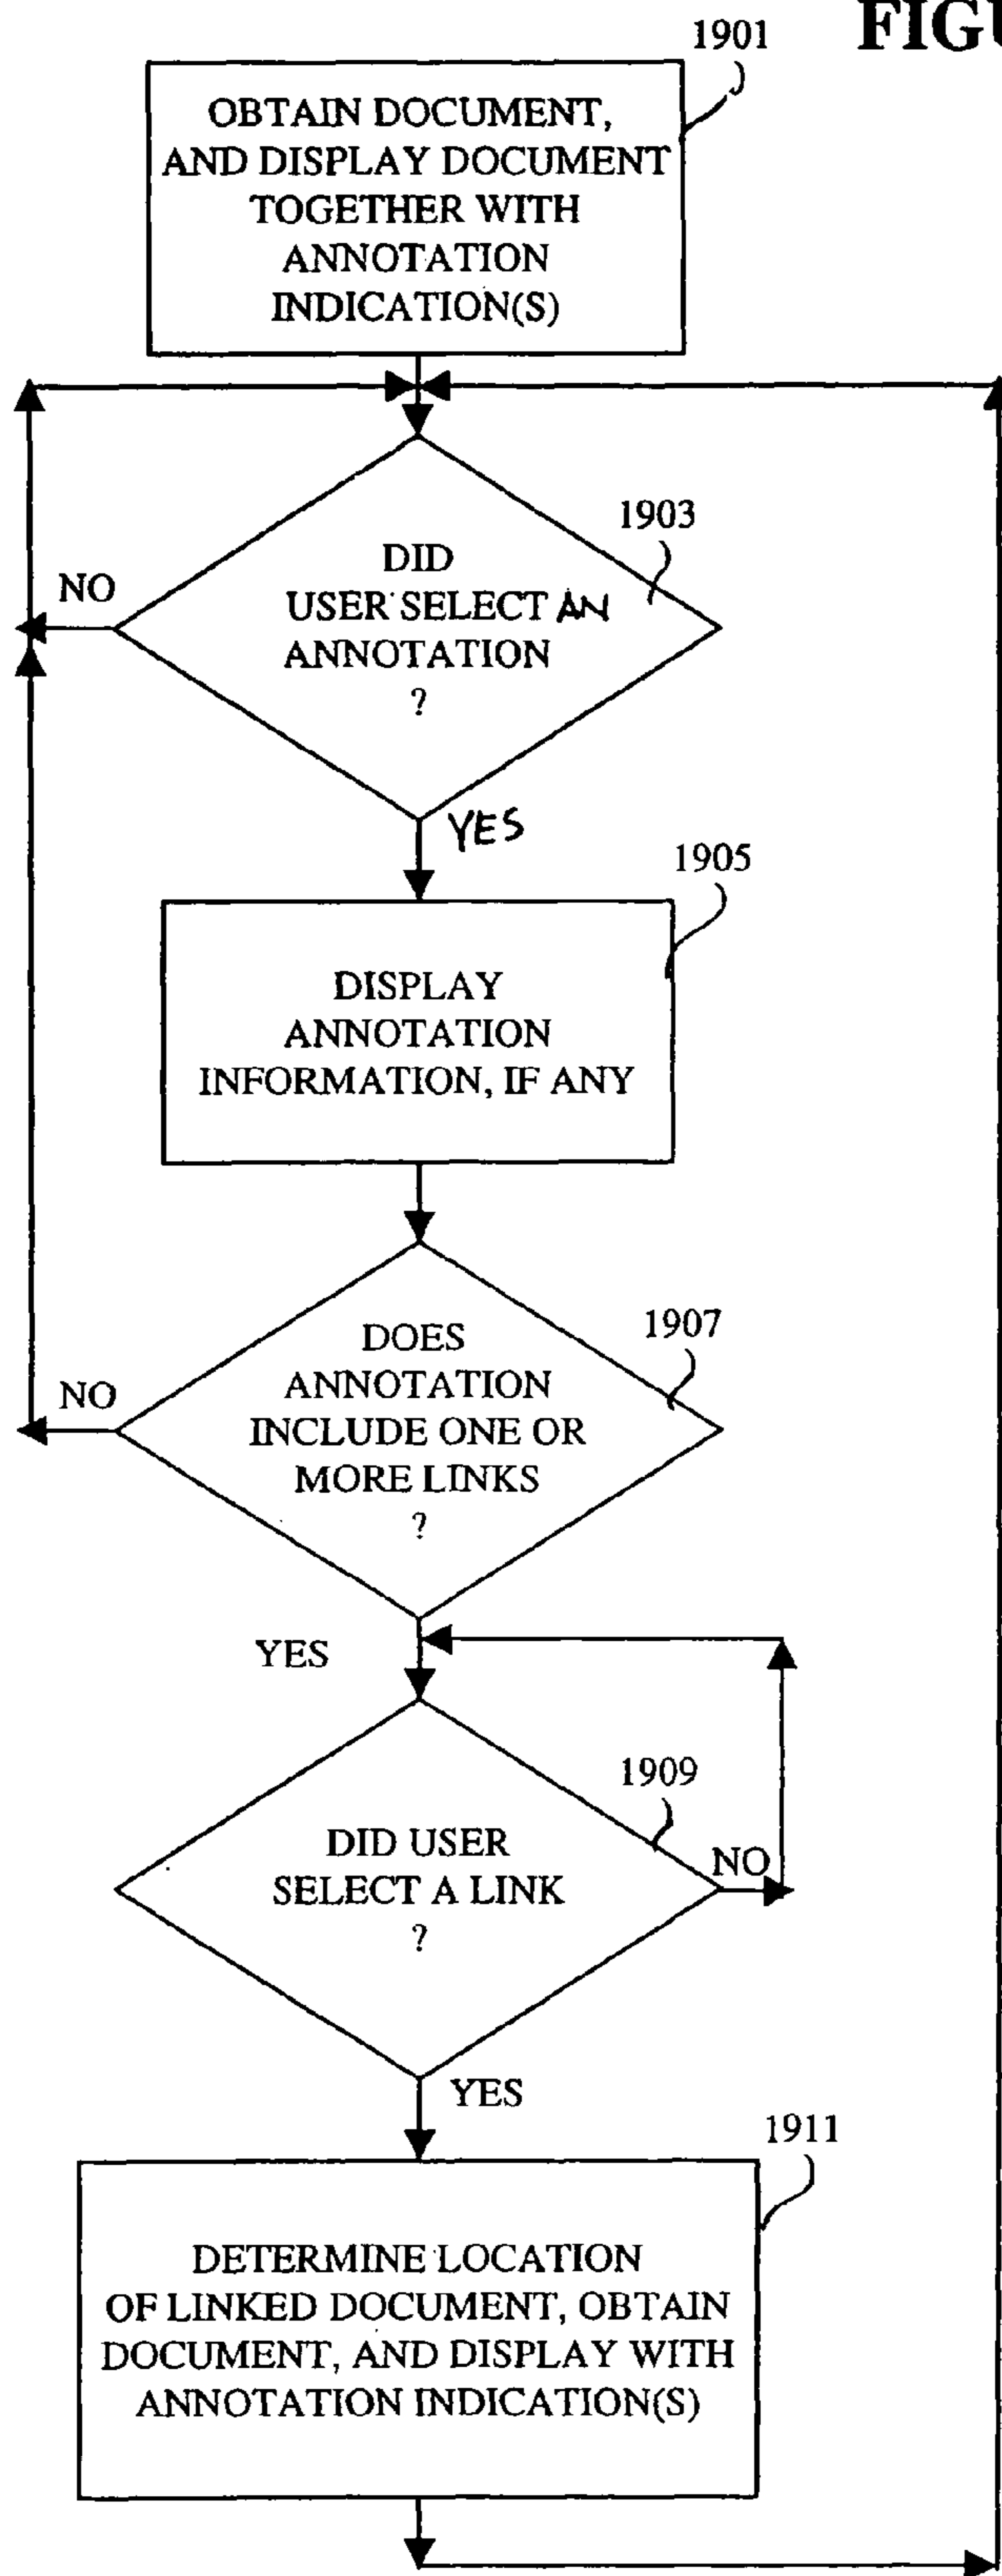 1901
OBTAIN DOCUMENT,
AND DISPLAY DOCUMENT
TOGETHER WITH
ANNOTATION
INDICATION(S)
1903
NO
DID
USER SELECT AN
ANNOTATION
?
YES
1905
DISPLAY
ANNOTATION
INFORMATION, IF ANY
1907
NO
DOES
ANNOTATION
INCLUDE ONE OR
MORE LINKS
?
YES
1909
DID USER
SELECT A LINK
?
NO
YES
1911
DETERMINE LOCATION
OF LINKED DOCUMENT, OBTAIN
DOCUMENT, AND DISPLAY WITH
ANNOTATION INDICATION(S)